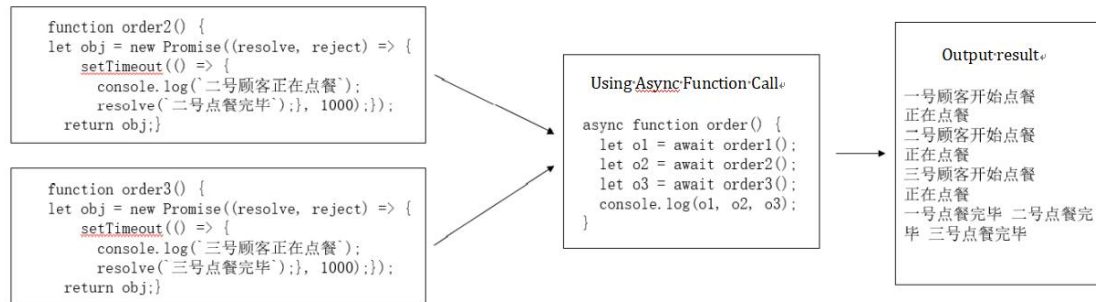 function order2() {
let obj = new Promise((resolve, reject) => {
setTimeout(() => {
console.log(`二号顾客正在点餐`);
resolve(`二号点餐完毕`);}, 1000);});
return obj;}
function order3() {
let obj = new Promise((resolve, reject) => {
setTimeout(() => {
console.log(`三号顾客正在点餐`);
resolve(`三号点餐完毕`);}, 1000);});
return obj;}
Using·Async·Function·Call↵
async function order() {
let o1 = await order1();
let o2 = await order2();
let o3 = await order3();
console.log(o1, o2, o3);
}
Output·result↵
一号顾客开始点餐
正在点餐
二号顾客开始点餐
正在点餐
三号顾客开始点餐
正在点餐
一号点餐完毕 二号点餐完
毕 三号点餐完毕